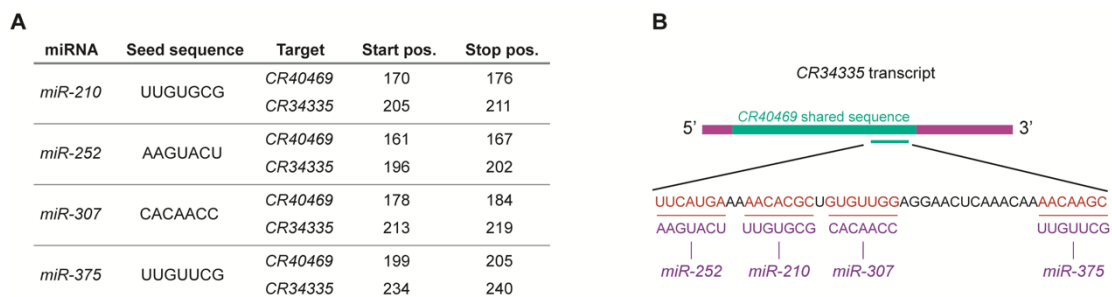 A
miRNA Seed sequence Target Start pos. Stop pos.
miR-210 UUGUGCG CR40469 170 176
CR34335 205 211
miR-252 AAGUACU CR40469 161 167
CR34335 196 202
miR-307 CACAACC CR40469 178 184
CR34335 213 219
miR-375 UUGUUCG CR40469 199 205
CR34335 234 240
B
CR34335 transcript
CR40469 shared sequence
5’ 3’
UUCAUGAAAAACACGCUGUGUUGGAGGAACUCAAACAAAACAAGC
AAGUACU UUGUGCG CACAACC UUGUUCG
miR-252 miR-210 miR-307 miR-375